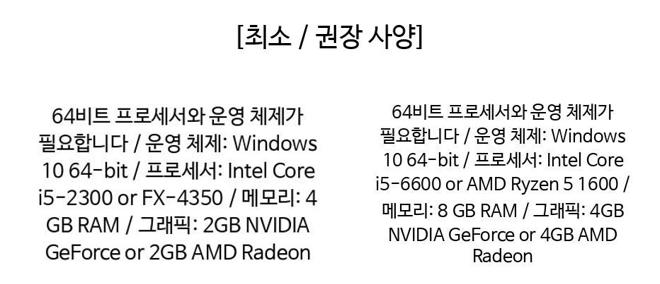 [최소 / 권장 사양]
64비트 프로세서와 운영 체제가
필요합니다 / 운영 체제: Windows
10 64-bit / 프로세서: Intel Core
i5-2300 or FX-4350 / 메모리: 4
GB RAM / 그래픽: 2GB NVIDIA
GeForce or 2GB AMD Radeon
64비트 프로세서와 운영 체제가
필요합니다 / 운영 체제: Windows
10 64-bit / 프로세서: Intel Core
i5-6600 or AMD Ryzen 5 1600 /
메모리: 8 GB RAM / 그래픽: 4GB
NVIDIA GeForce or 4GB AMD
Radeon